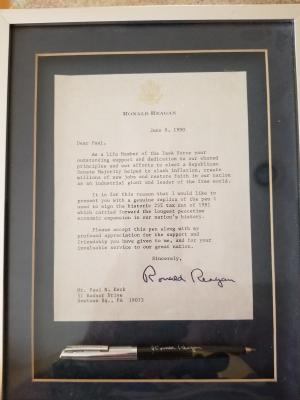 RONALD REAGAN
June 8, 1990
Dear Paul,
As a Life Member of the Task Force your
outstanding support and dedication to our shared
principles and our efforts to elect a Republican
Senate Majority helped to slash inflation, create
millions of new jobs and restore faith in our nation
as an industrial giant and leader of the free world.
It is for this reason that I would like to
present you with a genuine replica of the pen I
used to sign the historic 25% tax cut of 1981
which carried forward the longest peacetime
economic expansion in our nation's history.
Please accept this pen along with my
profound appreciation for the support and
friendship you have given to me, and for your
invaluable service to our great nation.
Sincerely,
Ronald Reagan
Mr. Paul N.
Drive
Newtown Sq., PA 19073
Ronald Reagan